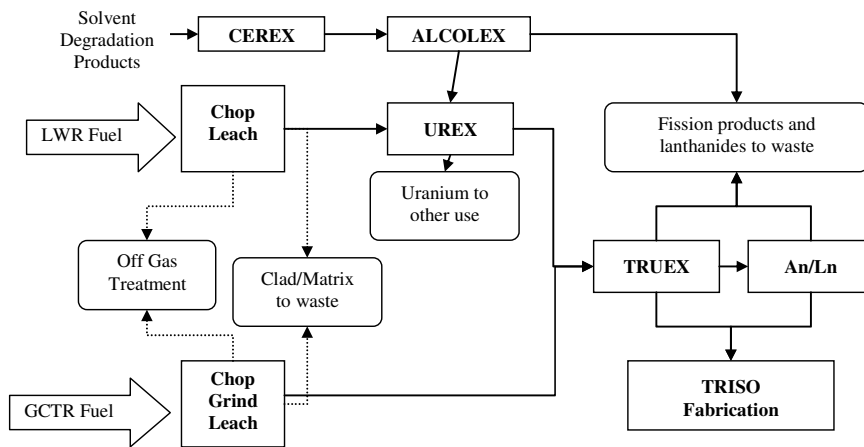 Solvent
Degradation
Products
CEREX
ALCOLEX
LWR Fuel
Chop
Leach
UREX
Fission products and
lanthanides to waste
Uranium to
other use
Off Gas
Treatment
Clad/Matrix
to waste
TRUEX
An/Ln
GCTR Fuel
Chop
Grind
Leach
TRISO
Fabrication